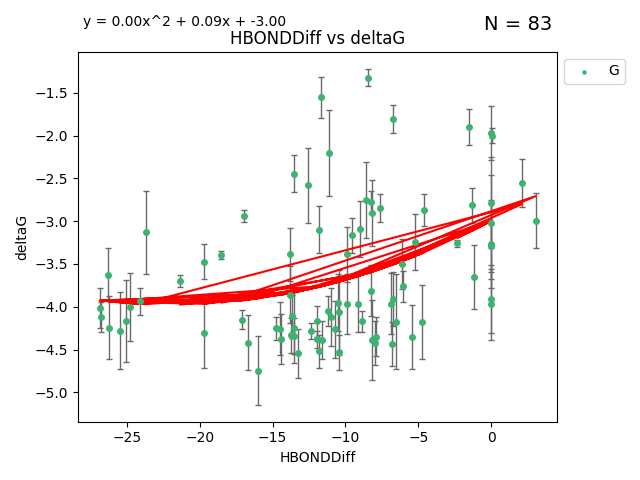 y = 0.00x^2 + 0.09x + -3.00
N = 83
HBONDDiff vs deltaG
G
deltaG
−1.5
−2.0
−2.5
−3.0
−3.5
−4.0
−4.5
−5.0
−25 −20 −15 −10 −5 0
HBONDDiff